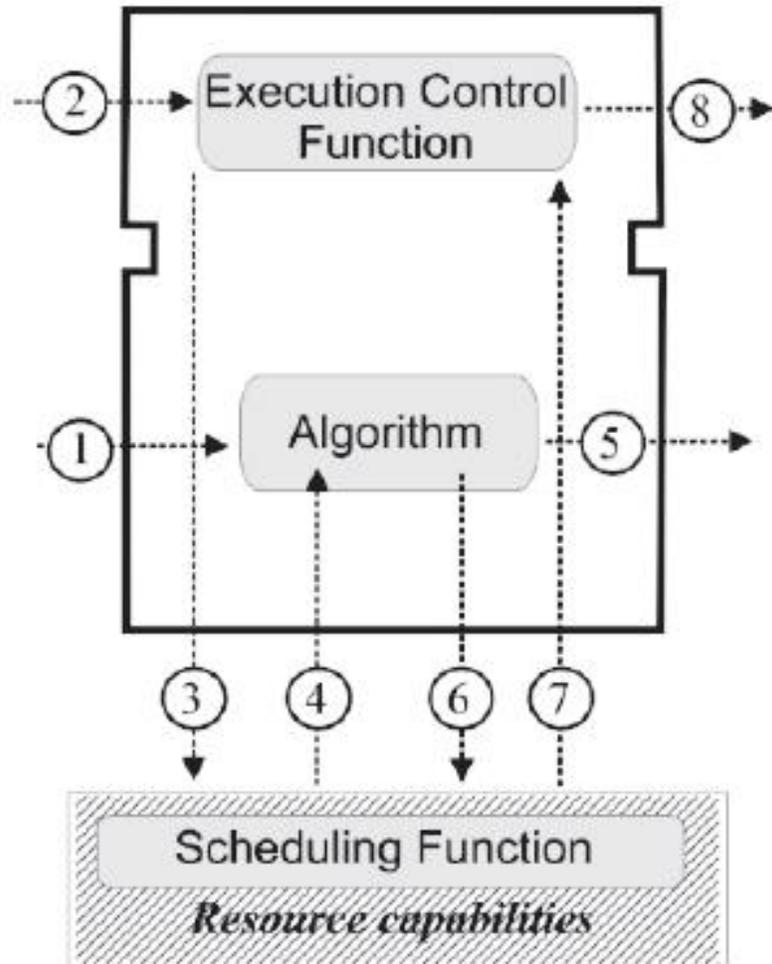 2
Execution Control
Function
8
1
Algorithm
5
3
4
6
7
Scheduling Function
Resource capabilities